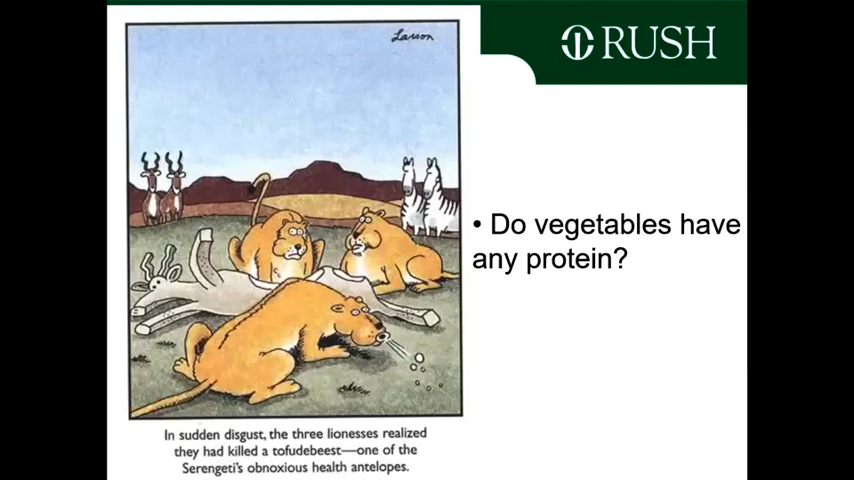 Larson
RUSH
• Do vegetables have
any protein?
In sudden disgust, the three lionesses realized
they had killed a tofudebeest—one of the
Serengeti's obnoxious health antelopes.